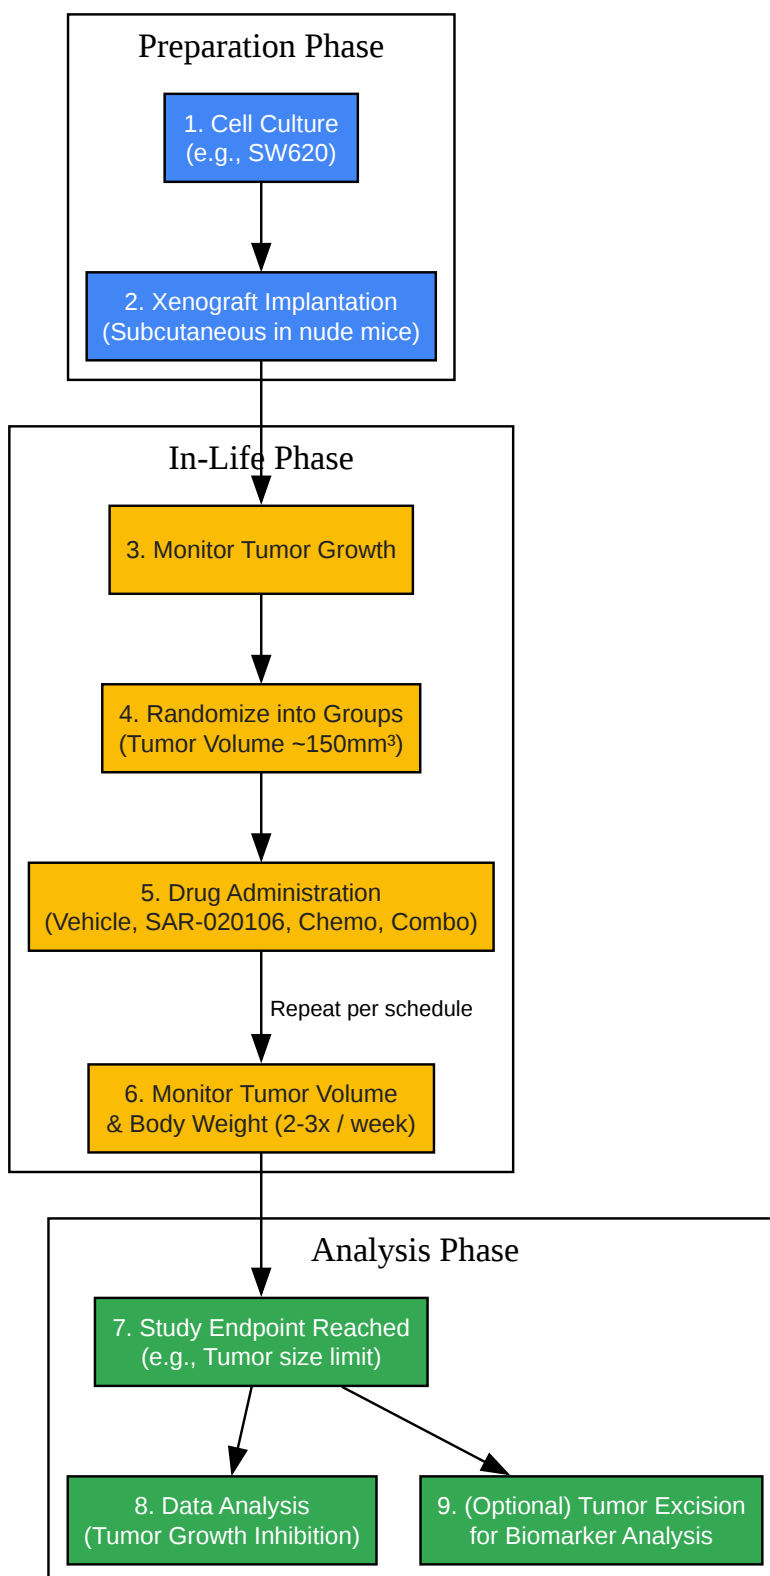 Preparation Phase
1. Cell Culture
(e.g., SW620)
2. Xenograft Implantation
(Subcutaneous in nude mice)
In-Life Phase
3. Monitor Tumor Growth
4. Randomize into Groups
(Tumor Volume ~150mm³)
5. Drug Administration
(Vehicle, SAR-020106, Chemo, Combo)
Repeat per schedule
6. Monitor Tumor Volume
& Body Weight (2-3x / week)
Analysis Phase
7. Study Endpoint Reached
(e.g., Tumor size limit)
8. Data Analysis
(Tumor Growth Inhibition)
9. (Optional) Tumor Excision
for Biomarker Analysis